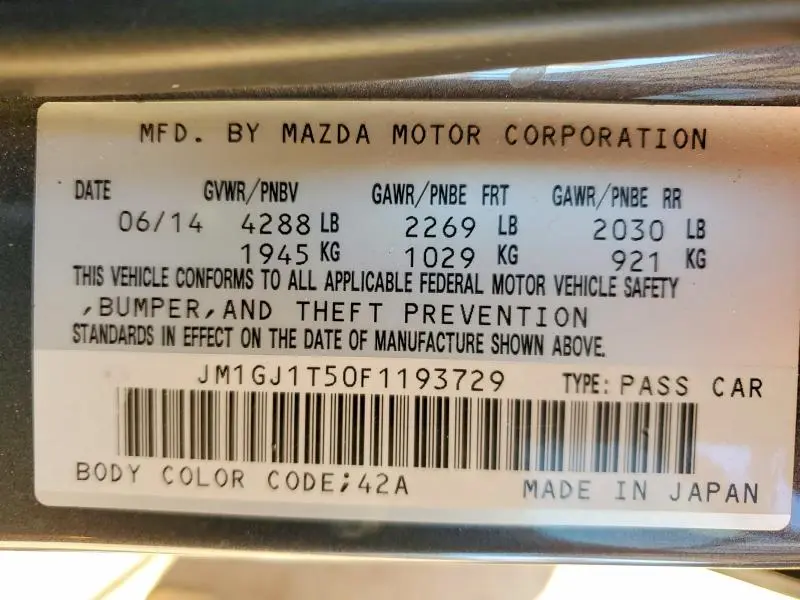 MFD. BY MAZDA MOTOR CORPORATION
DATE GVWR/PNBV GAWR/PNBE FRT GAWR/PNBE RR
06/14 4288 LB 2269 LB 2030 LB
1945 KG 1029 KG 921 KG
THIS VEHICLE CONFORMS TO ALL APPLICABLE FEDERAL MOTOR VEHICLE SAFETY
,BUMPER,AND THEFT PREVENTION
STANDARDS IN EFFECT ON THE DATE OF MANUFACTURE SHOWN ABOVE.
JM1GJ1T50F1193729 TYPE: PASS CAR
BODY COLOR CODE;42A MADE IN JAPAN